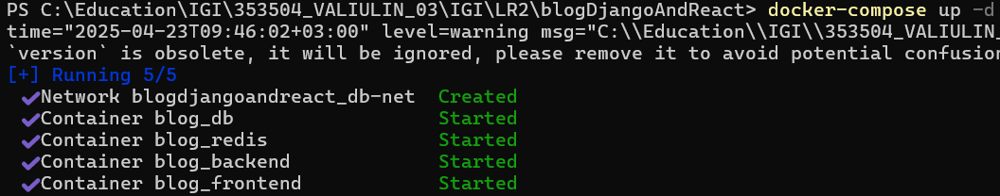 PS C:\Education\IGI\353504_VALIULIN_03\IGI\LR2\blogDjangoAndReact> docker-compose up -d
time="2025-04-23T09:46:02+03:00" level=warning msg="C:\\Education\\IGI\\353504_VALIULIN_
`version` is obsolete, it will be ignored, please remove it to avoid potential confusion
[+] Running 5/5
✔Network blogdjangoandreact_db-net Created
✔Container blog_db Started
✔Container blog_redis Started
✔Container blog_backend Started
✔Container blog_frontend Started